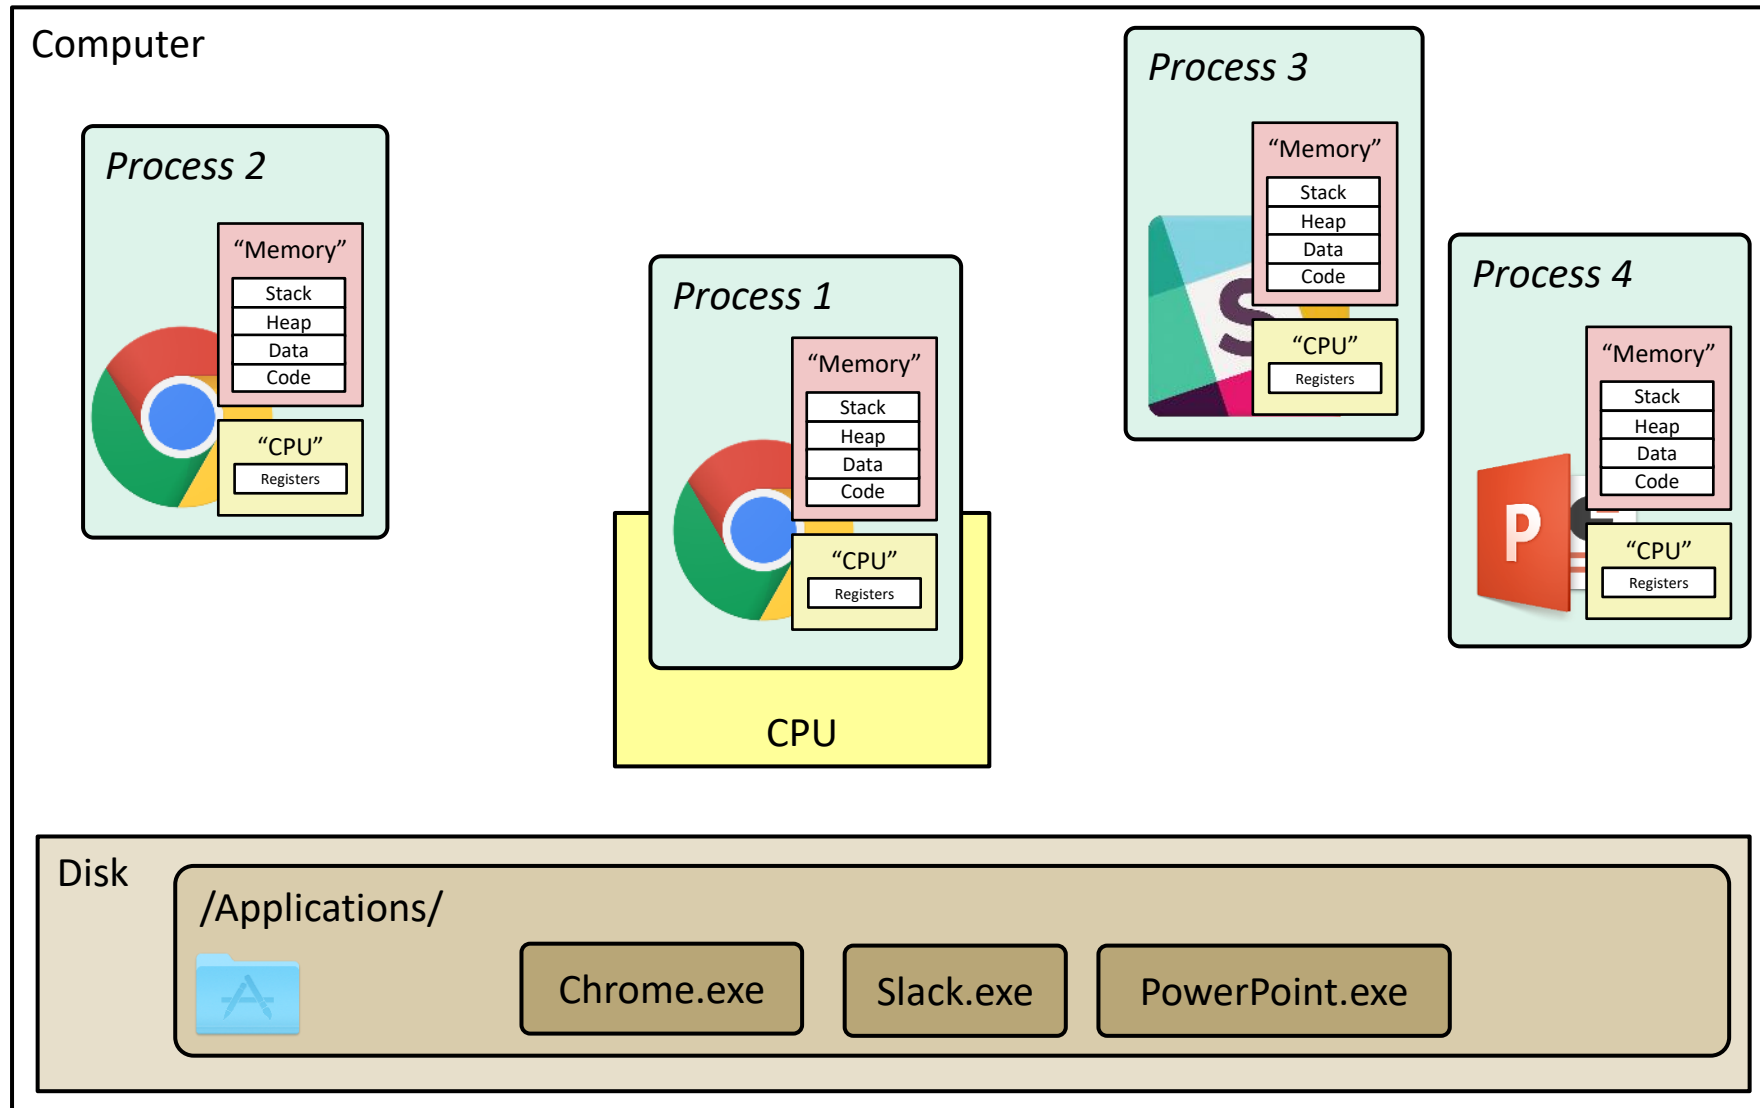 Computer
Process 2
“Memory”
Stack
Heap
Data
Code
“CPU”
Registers
Process 1
“Memory”
Stack
Heap
Data
Code
“CPU”
Registers
CPU
Process 3
“Memory”
Stack
Heap
Data
Code
S
“CPU”
Registers
Process 4
“Memory”
Stack
Heap
Data
Code
P
“CPU”
Registers
Disk
/Applications/
Chrome.exe
Slack.exe
PowerPoint.exe